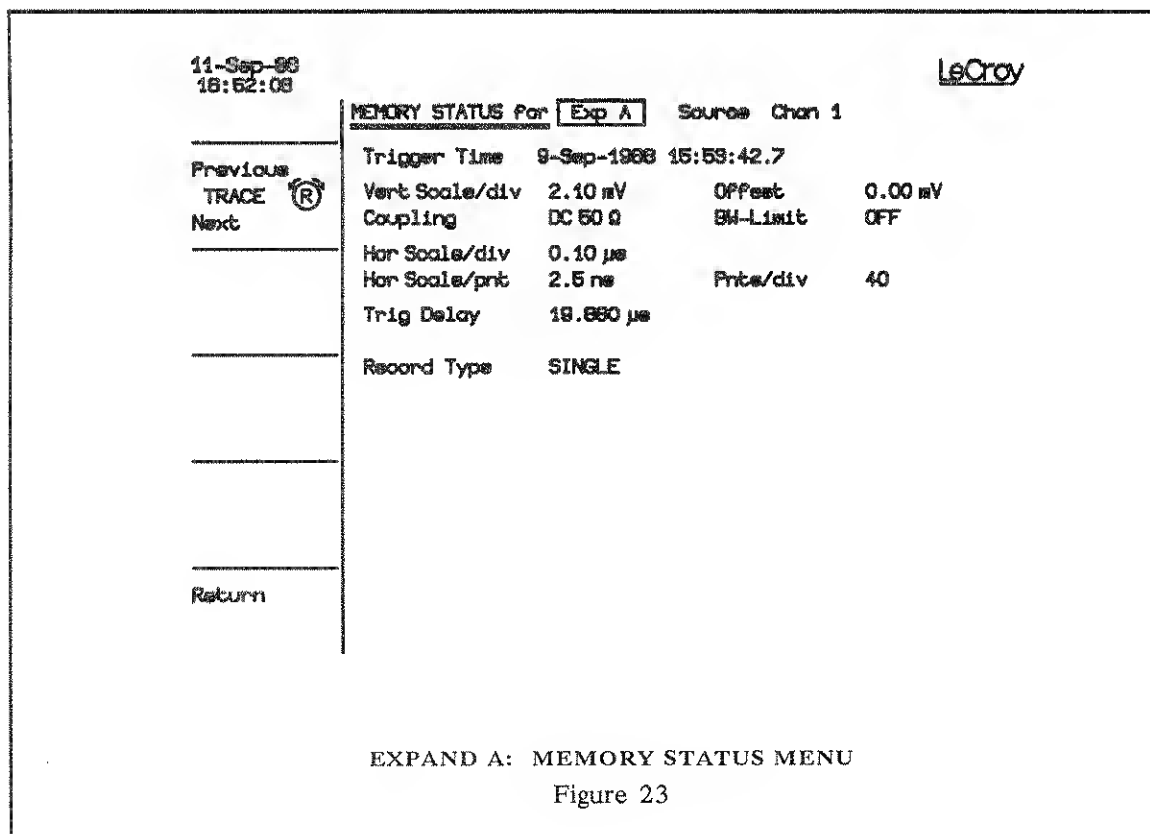 11-Sep-88
16:52:08
LeCroy
MEMORY STATUS for Exp A Source Chan 1
Trigger Time 9-Sep-1988 15:53:42.7
Previous
TRACE R
Next
Vert Scale/div 2.10 mV Offset 0.00 mV
Coupling DC 50 Ω BW-Limit OFF
Hor Scale/div 0.10 µs
Hor Scale/pnt 2.5 ns Pnts/div 40
Trig Delay µs
Record Type SINGLE
Return
EXPAND A: MEMORY STATUS MENU
Figure 23